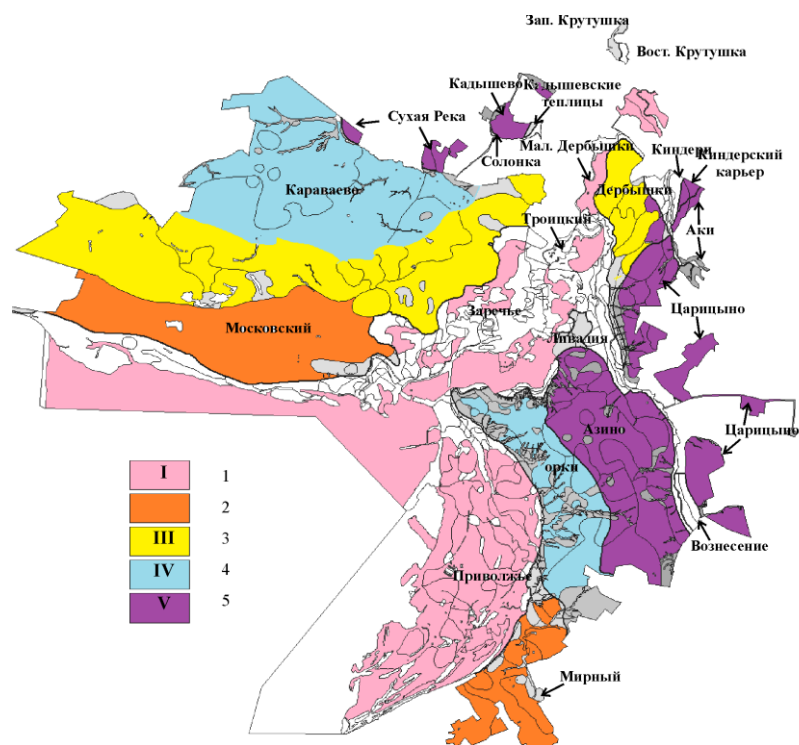 Зап. Крутушка
Вост. Крутушка
Кадышево
Кадышевские
теплицы
Сухая Река
Солонка
Мал. Дербышки
Киндери
Киндерский
карьер
Караваево
Дербышки
Троицкий
Аки
Заречье
Царицыно
Московский
Ливадия
Азино
Царицыно
орки
I 1
2
III 3
IV 4
V 5
Вознесение
Приволжье
Мирный